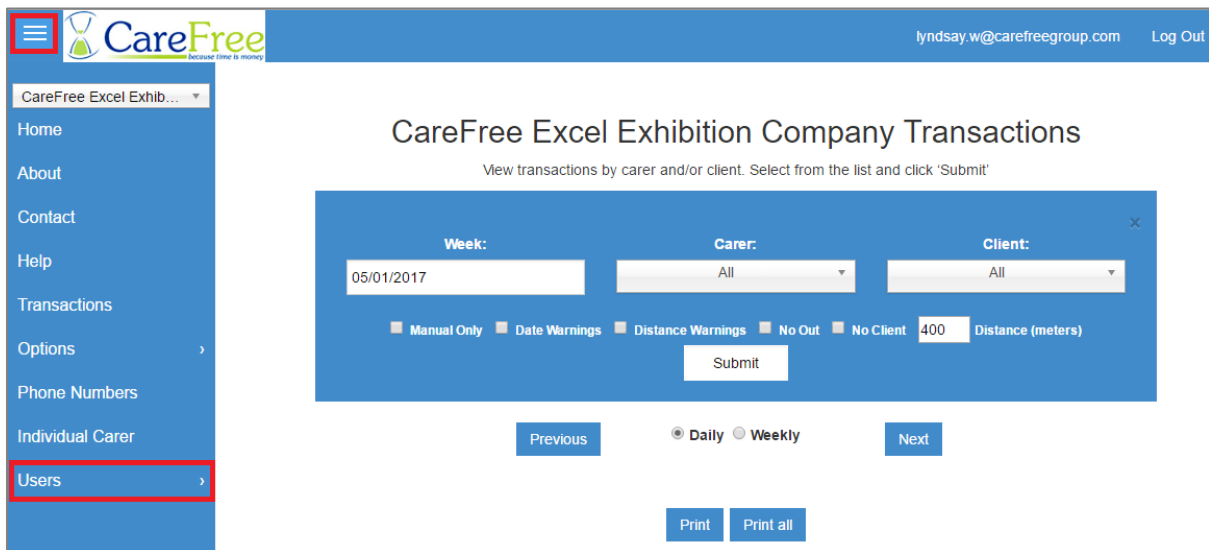 CareFree
because time is money
lyndsay.w@carefreegroup.com Log Out
CareFree Excel Exhib...
Home
About
Contact
Help
Transactions
Options ›
Phone Numbers
Individual Carer
Users ›
CareFree Excel Exhibition Company Transactions
View transactions by carer and/or client. Select from the list and click ‘Submit’
×
Week: Carer: Client:
05/01/2017 All All
Manual Only Date Warnings Distance Warnings No Out No Client 400 Distance (meters)
Submit
Previous Daily Weekly Next
Print Print all